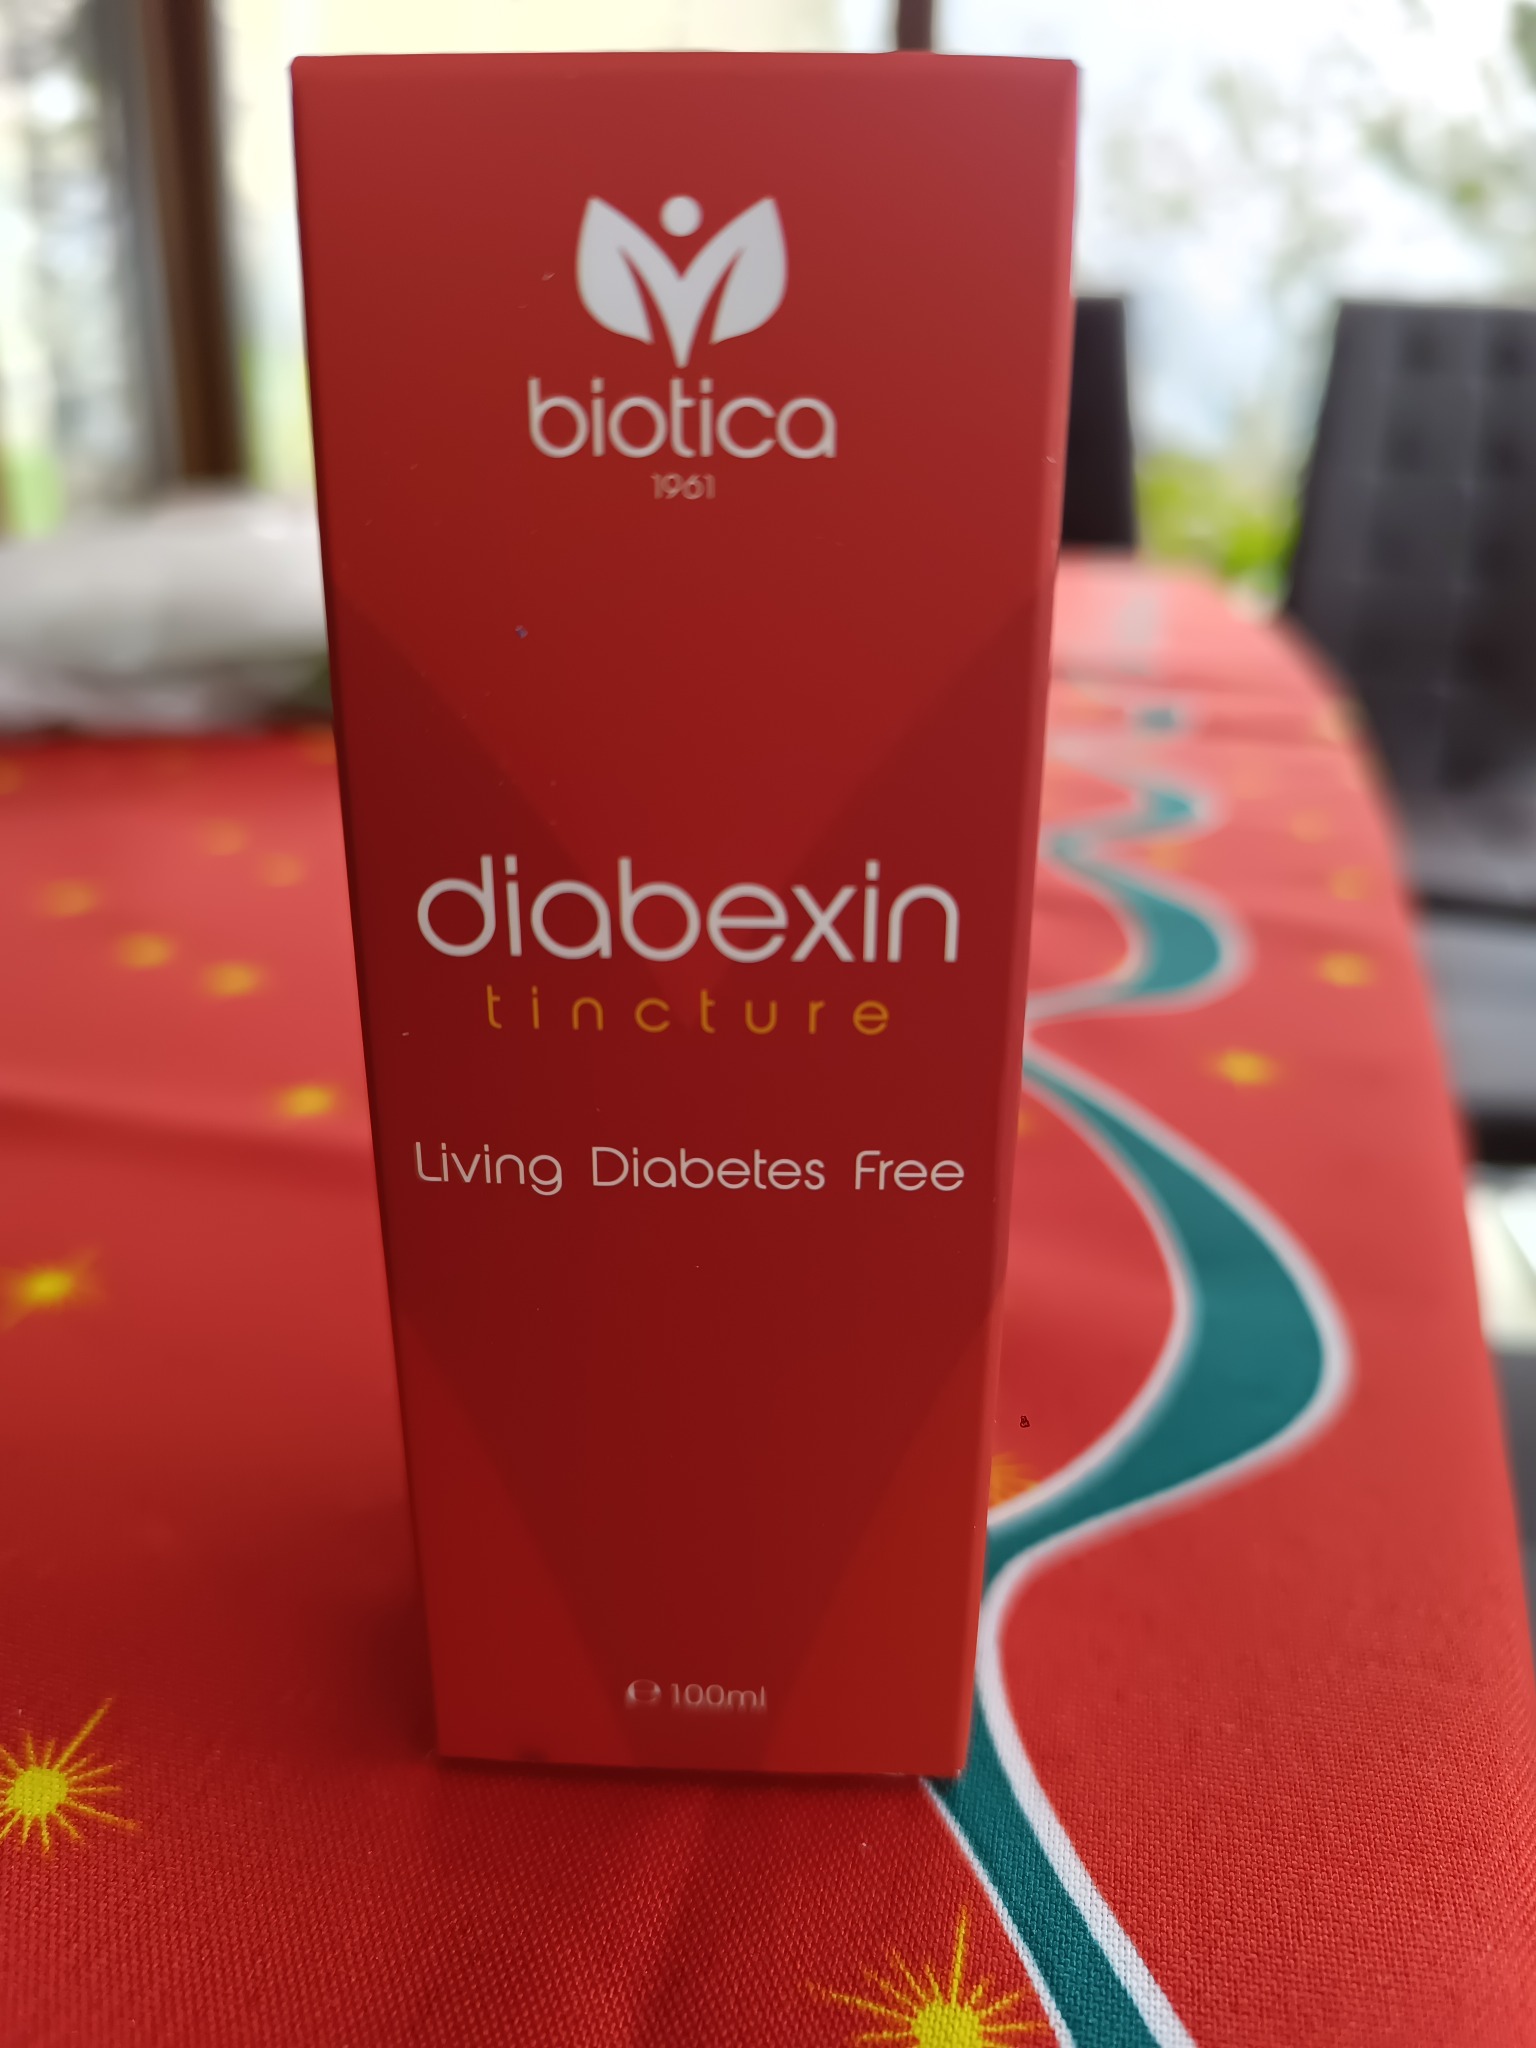 biotica
1961
diabexin
tincture
Living Diabetes Free
℮ 100ml